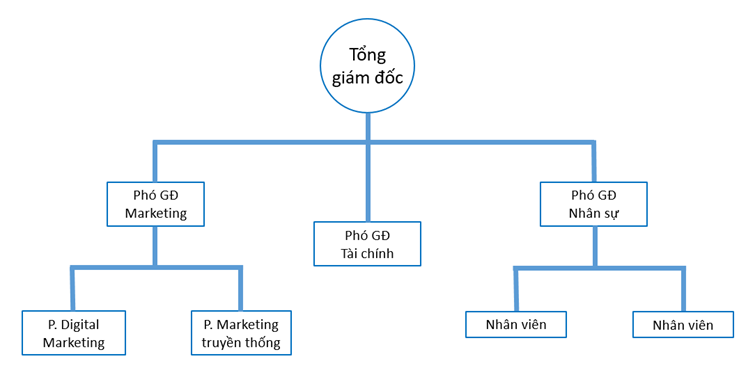 Tổng
giám đốc
Phó GĐ
Marketing
Phó GĐ
Tài chính
Phó GĐ
Nhân sự
P. Digital
Marketing
P. Marketing
truyền thống
Nhân viên
Nhân viên